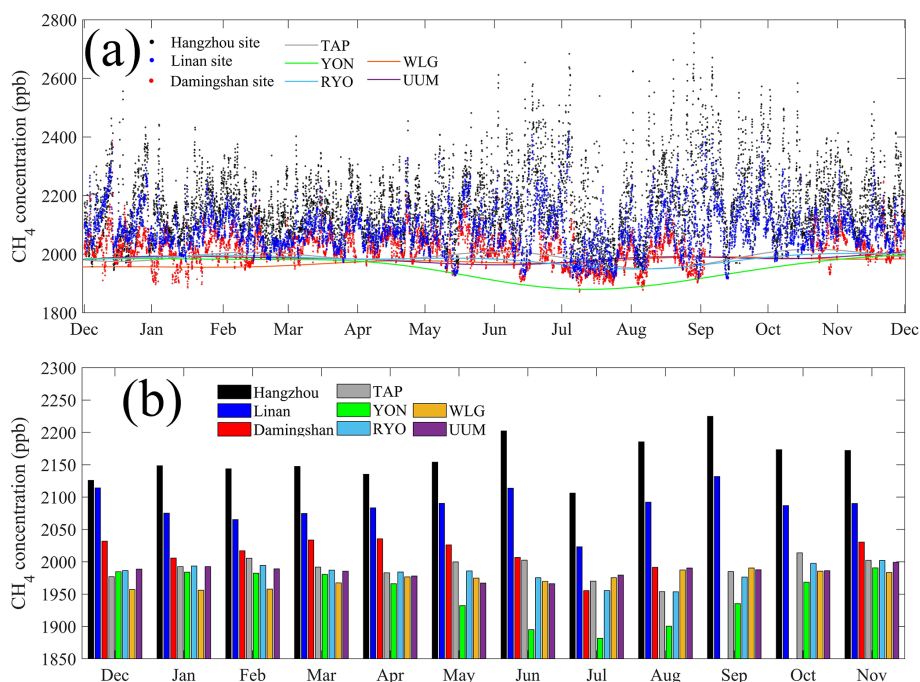 2800
2600
2400
2200
2000
1800
CH4 concentration (ppb)
(a)
Hangzhou site
Linan site
Damingshan site
TAP
YON
RYO
WLG
UUM
Dec Jan Feb Mar Apr May Jun Jul Aug Sep Oct Nov Dec
2300
2250
2200
2150
2100
2050
2000
1950
1900
1850
CH4 concentration (ppb)
(b)
Hangzhou
Linan
Damingshan
TAP
YON
RYO
WLG
UUM
Dec Jan Feb Mar Apr May Jun Jul Aug Sep Oct Nov